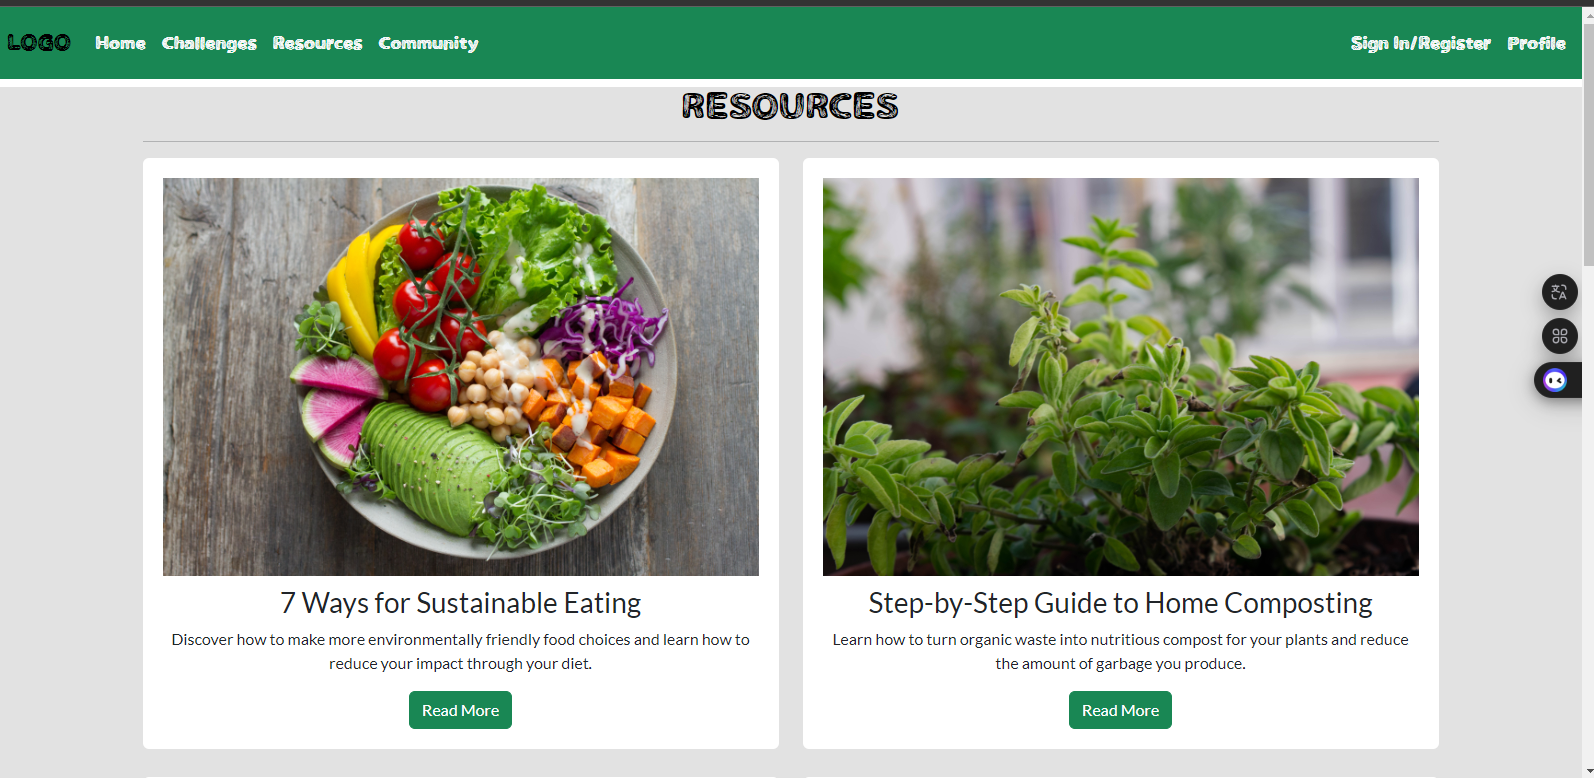 LOGO Home Challenges Resources Community Sign In/Register Profile
RESOURCES
7 Ways for Sustainable Eating
Discover how to make more environmentally friendly food choices and learn how to
reduce your impact through your diet.
Read More
Step-by-Step Guide to Home Composting
Learn how to turn organic waste into nutritious compost for your plants and reduce
the amount of garbage you produce.
Read More